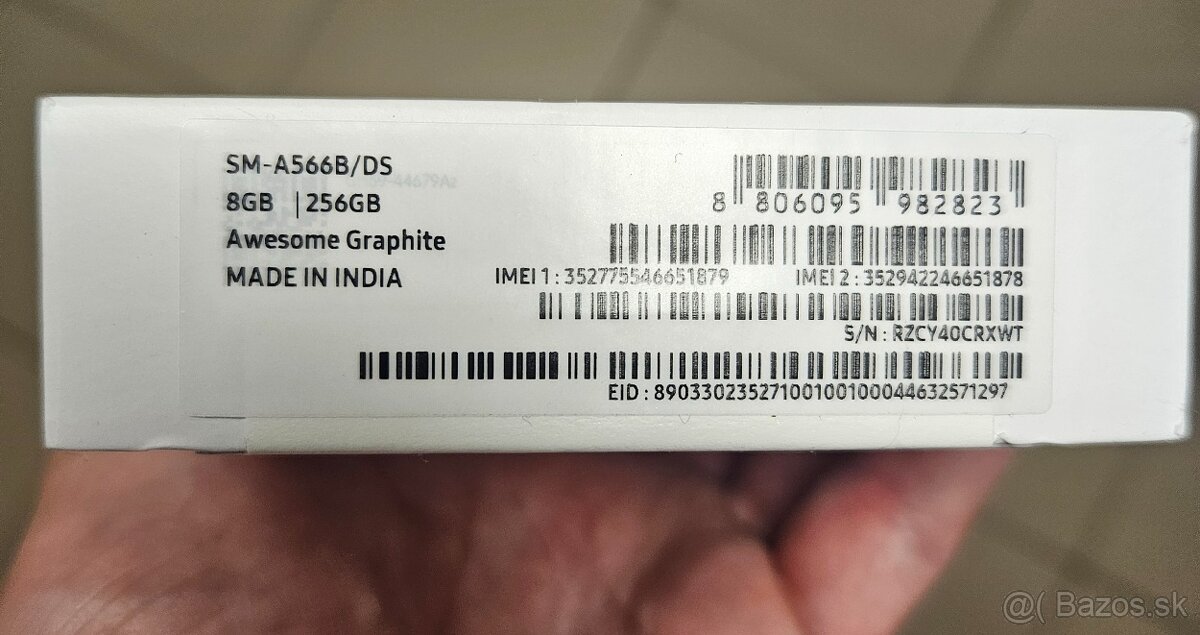 SM-A566B/DS
8GB | 256GB
Awesome Graphite
MADE IN INDIA
8 806095 982823
IMEI 1 : 352775546651879 IMEI 2 : 352942246651878
S/N : RZCY40CRXWT
EID : 89033023527100100100044632571297
@( Bazos.sk